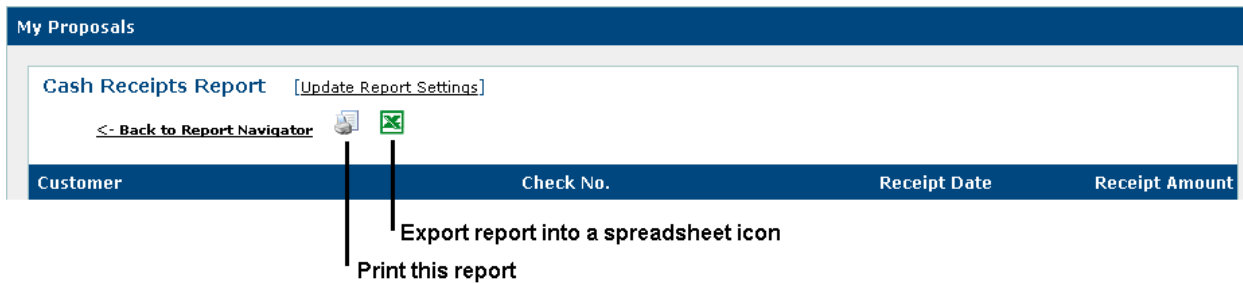 My Proposals
Cash Receipts Report [Update Report Settings]
<- Back to Report Navigator
Customer Check No. Receipt Date Receipt Amount
Export report into a spreadsheet icon
Print this report